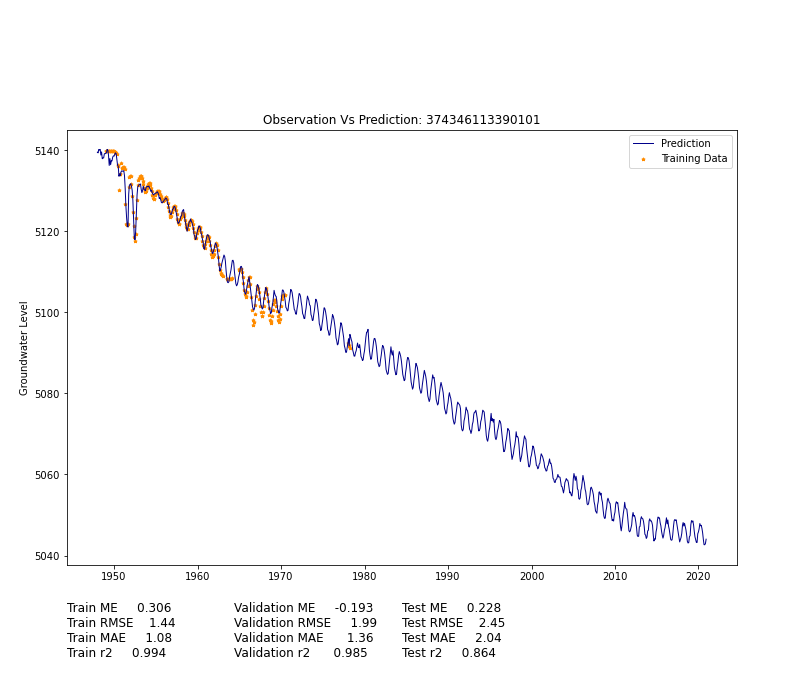 Observation Vs Prediction: 374346113390101
Prediction
Training Data
Groundwater Level
5140
5120
5100
5080
5060
5040
1950 1960 1970 1980 1990 2000 2010 2020
Train ME 0.306 Validation ME -0.193 Test ME 0.228
Train RMSE 1.44 Validation RMSE 1.99 Test RMSE 2.45
Train MAE 1.08 Validation MAE 1.36 Test MAE 2.04
Train r2 0.994 Validation r2 0.985 Test r2 0.864